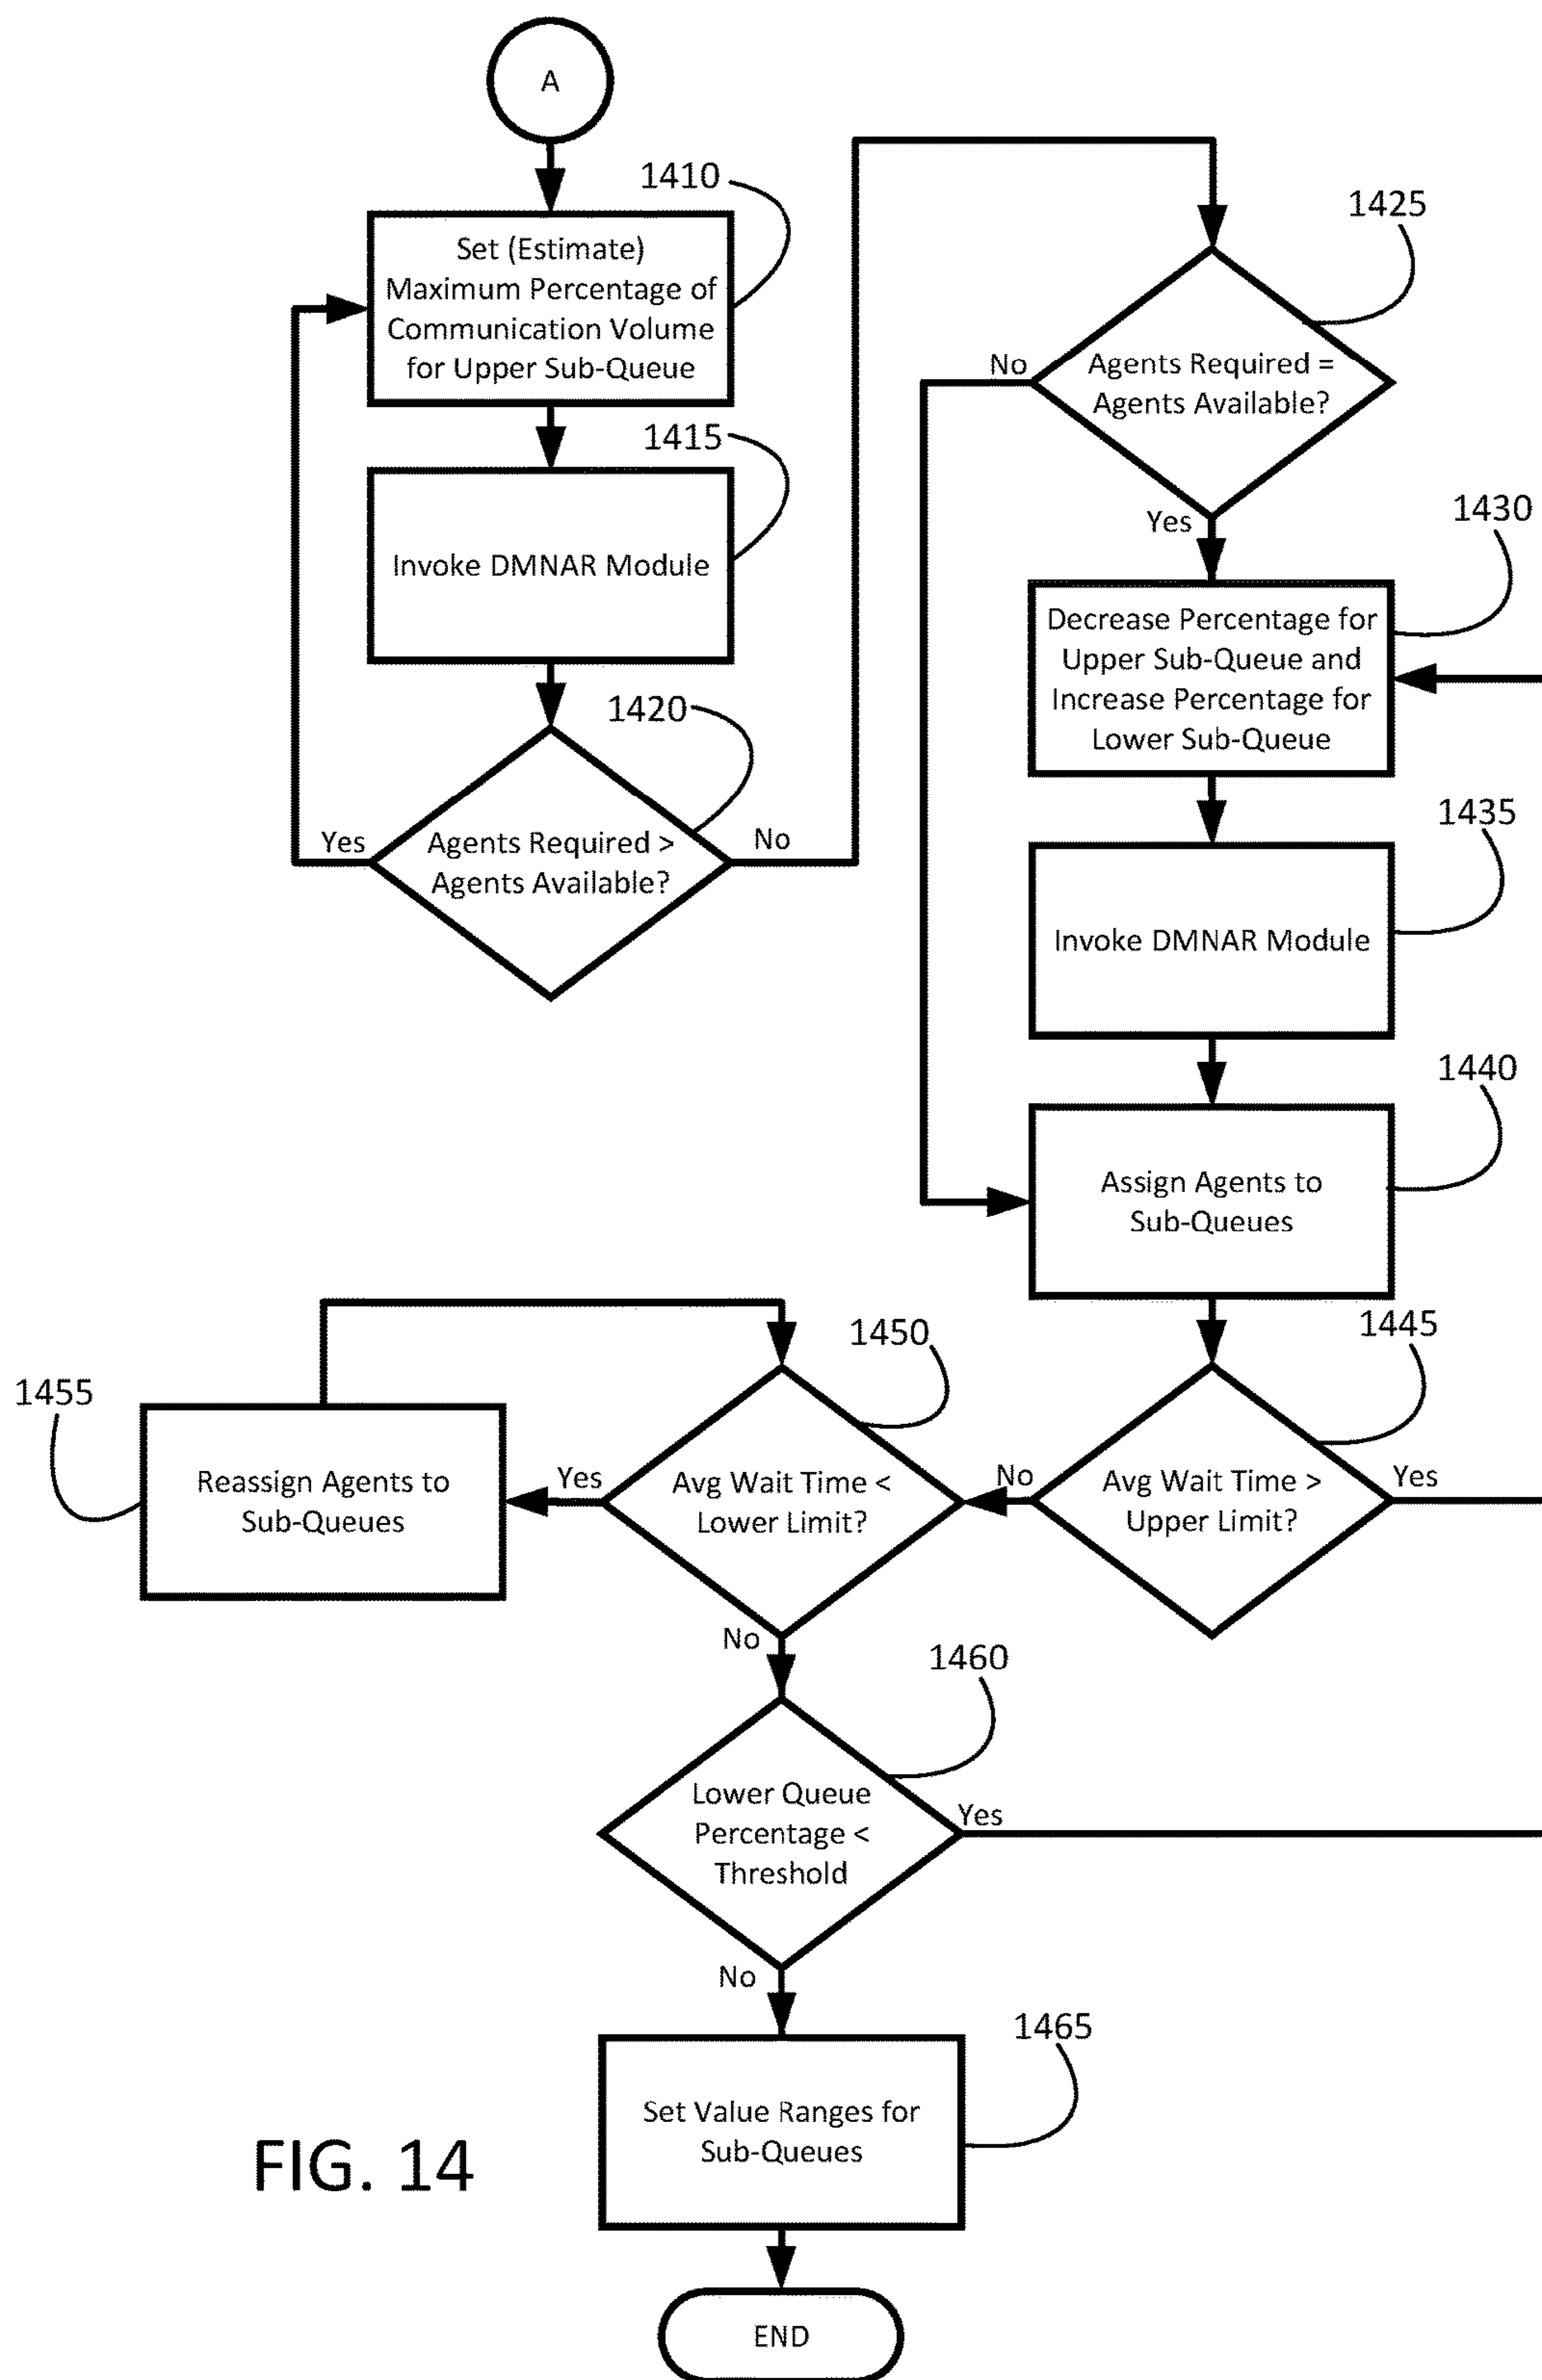 A
1410
Set (Estimate)
Maximum Percentage of
Communication Volume
for Upper Sub-Queue
1415
Invoke DMNAR Module
1420
Yes
Agents Required >
Agents Available?
No
1425
No
Agents Required =
Agents Available?
Yes
1430
Decrease Percentage for
Upper Sub-Queue and
Increase Percentage for
Lower Sub-Queue
1435
Invoke DMNAR Module
1440
Assign Agents to
Sub-Queues
1445
No
Avg Wait Time >
Upper Limit?
Yes
1450
Yes
Avg Wait Time <
Lower Limit?
1455
Reassign Agents to
Sub-Queues
No
1460
Lower Queue
Percentage <
Threshold
Yes
No
1465
Set Value Ranges for
Sub-Queues
FIG. 14
END